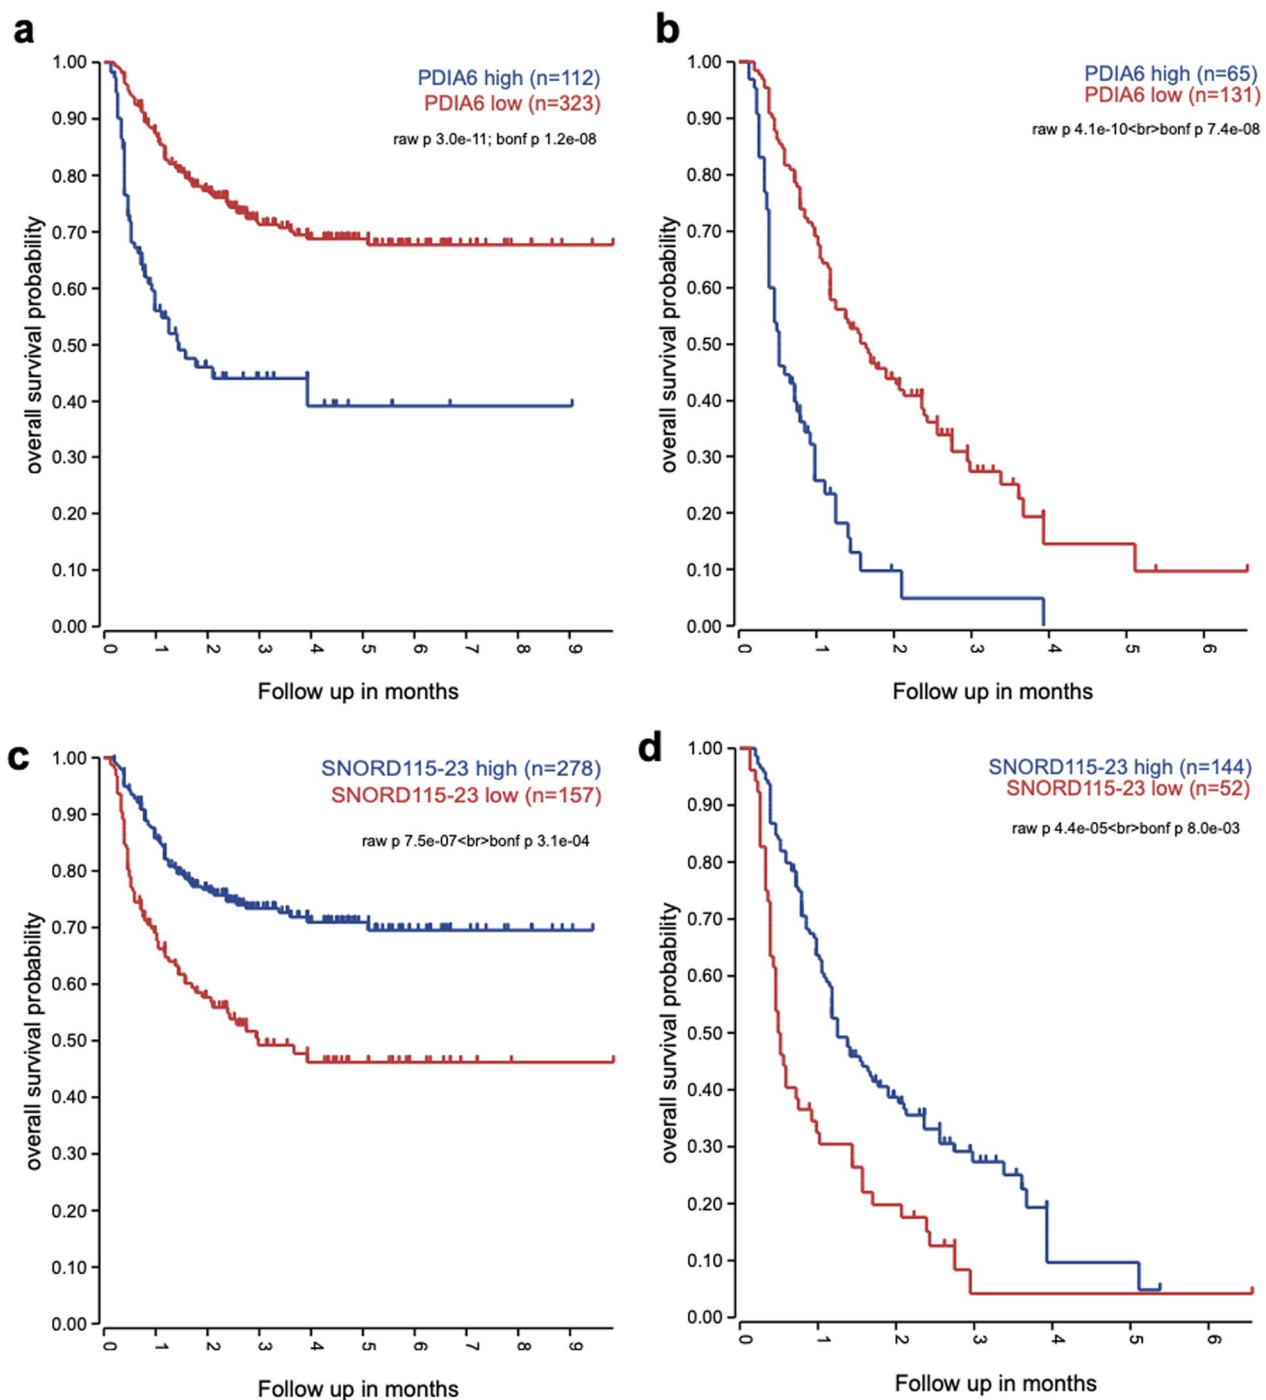 a
PDIA6 high (n=112)
PDIA6 low (n=323)
raw p 3.0e-11; bonf p 1.2e-08
1.00
0.90
0.80
0.70
0.60
0.50
0.40
0.30
0.20
0.10
0.00
overall survival probability
0 1 2 3 4 5 6 7 8 9
Follow up in months
b
PDIA6 high (n=65)
PDIA6 low (n=131)
raw p 4.1e-10<br>bonf p 7.4e-08
1.00
0.90
0.80
0.70
0.60
0.50
0.40
0.30
0.20
0.10
0.00
overall survival probability
0 1 2 3 4 5 6
Follow up in months
c
SNORD115-23 high (n=278)
SNORD115-23 low (n=157)
raw p 7.5e-07<br>bonf p 3.1e-04
1.00
0.90
0.80
0.70
0.60
0.50
0.40
0.30
0.20
0.10
0.00
overall survival probability
0 1 2 3 4 5 6 7 8 9
Follow up in months
d
SNORD115-23 high (n=144)
SNORD115-23 low (n=52)
raw p 4.4e-05<br>bonf p 8.0e-03
1.00
0.90
0.80
0.70
0.60
0.50
0.40
0.30
0.20
0.10
0.00
overall survival probability
0 1 2 3 4 5 6
Follow up in months